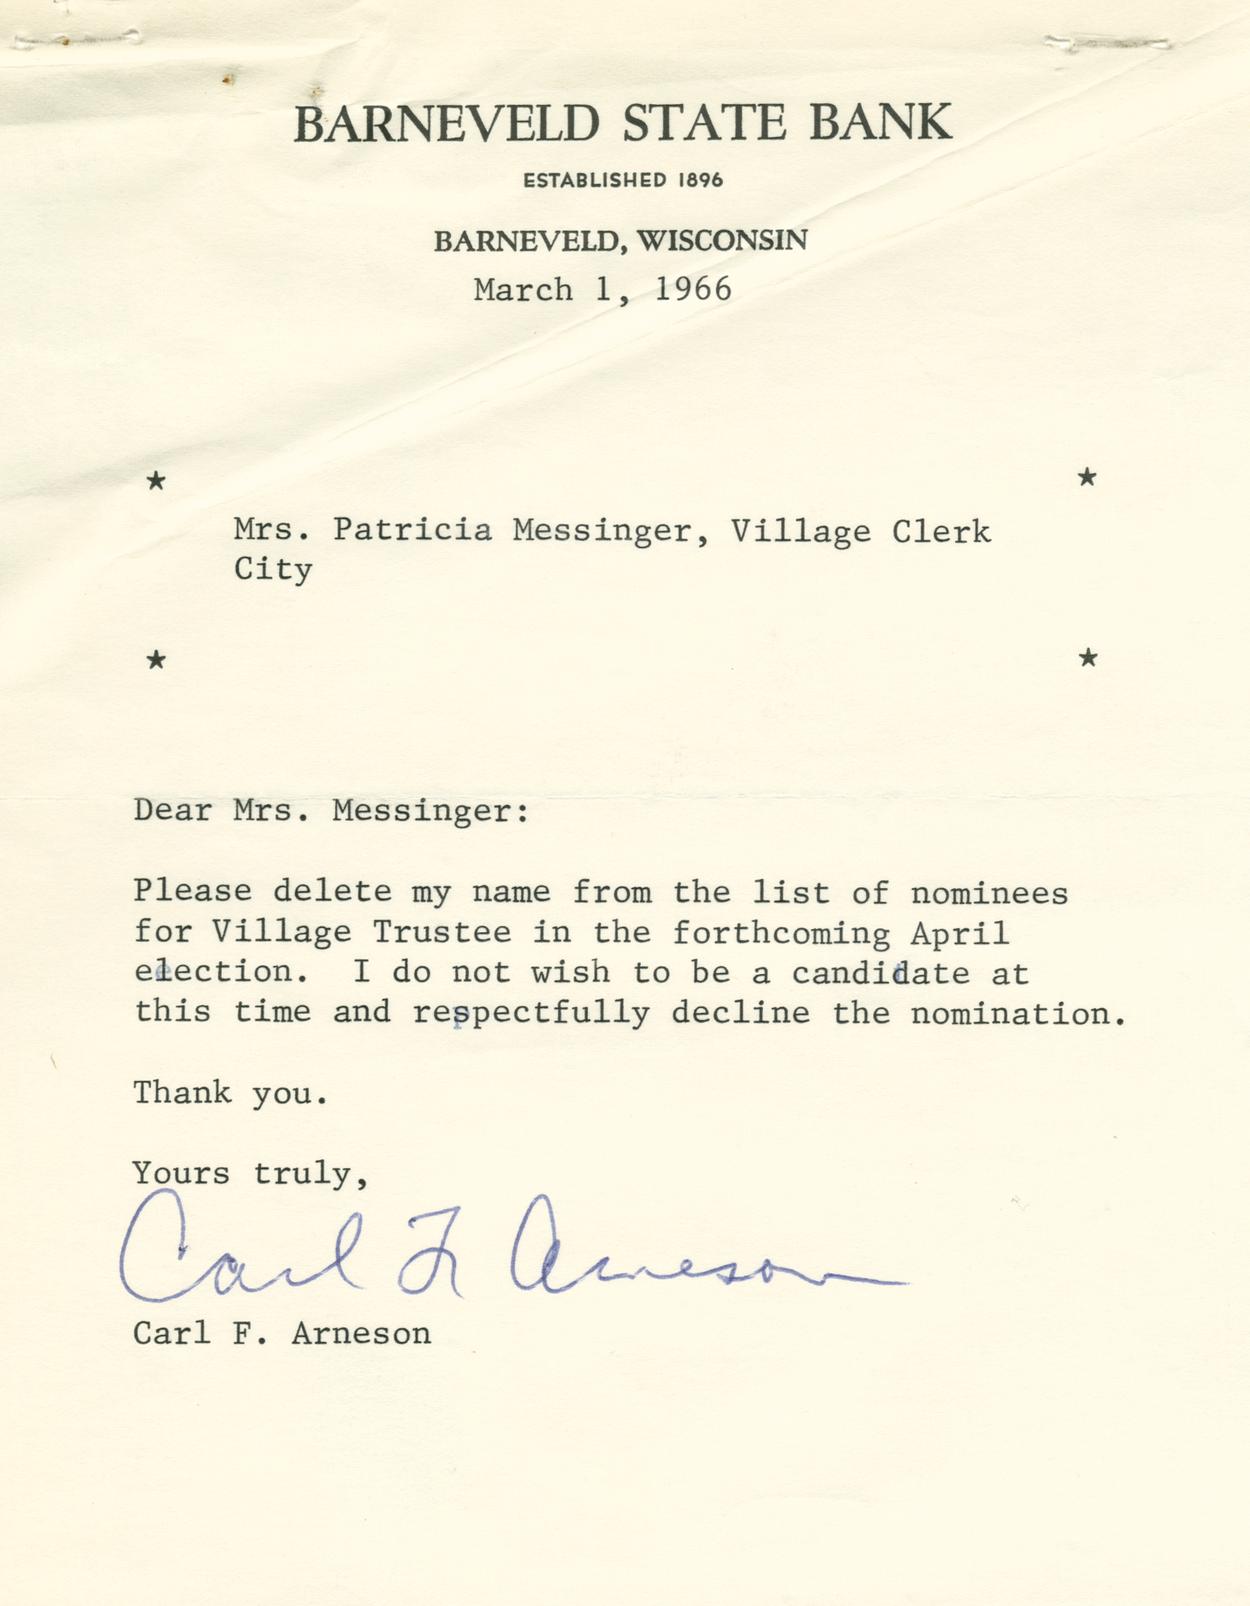 BARNEVELD STATE BANK
ESTABLISHED 1896
BARNEVELD, WISCONSIN
March 1, 1966
★ ★
Mrs. Patricia Messinger, Village Clerk
City
★ ★
Dear Mrs. Messinger:
Please delete my name from the list of nominees
for Village Trustee in the forthcoming April
election. I do not wish to be a candidate at
this time and respectfully decline the nomination.
Thank you.
Yours truly,
Carl F. Arneson
Carl F. Arneson